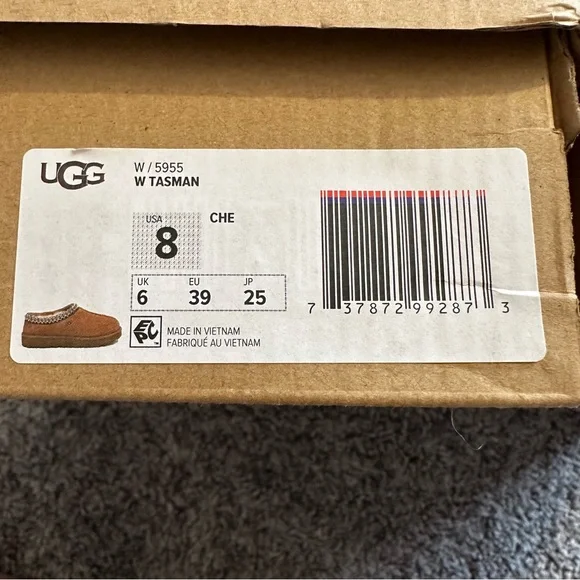 UGG
W / 5955
W TASMAN
USA
8
CHE
UK EU JP
6 39 25
EPC
MADE IN VIETNAM
FABRIQUÉ AU VIETNAM
7 37872 99287 3